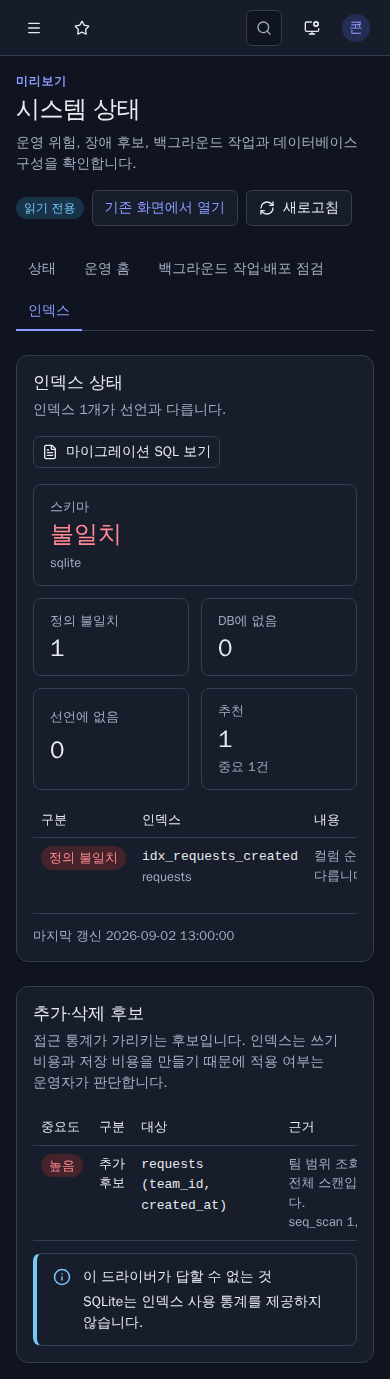 콘
미리보기
시스템 상태
운영 위험, 장애 후보, 백그라운드 작업과 데이터베이스
구성을 확인합니다.
읽기 전용
기존 화면에서 열기
새로고침
상태
운영 홈
백그라운드 작업·배포 점검
인덱스
인덱스 상태
인덱스 1개가 선언과 다릅니다.
마이그레이션 SQL 보기
스키마
불일치
sqlite
정의 불일치
1
DB에 없음
0
선언에 없음
0
추천
1
중요 1건
구분 인덱스 내용
정의 불일치 idx_requests_created 컬럼 순
requests
마지막 갱신 2026-09-02 13:00:00
추가·삭제 후보
접근 통계가 가리키는 후보입니다. 인덱스는 쓰기
비용과 저장 비용을 만들기 때문에 적용 여부는
운영자가 판단합니다.
중요도 구분 대상 근거
높음 추가 requests 팀 범위
후보 (team_id, 전체 스캔입
created_at) 다.
seq_scan 1,
이 드라이버가 답할 수 없는 것
SQLite는 인덱스 사용 통계를 제공하지
않습니다.